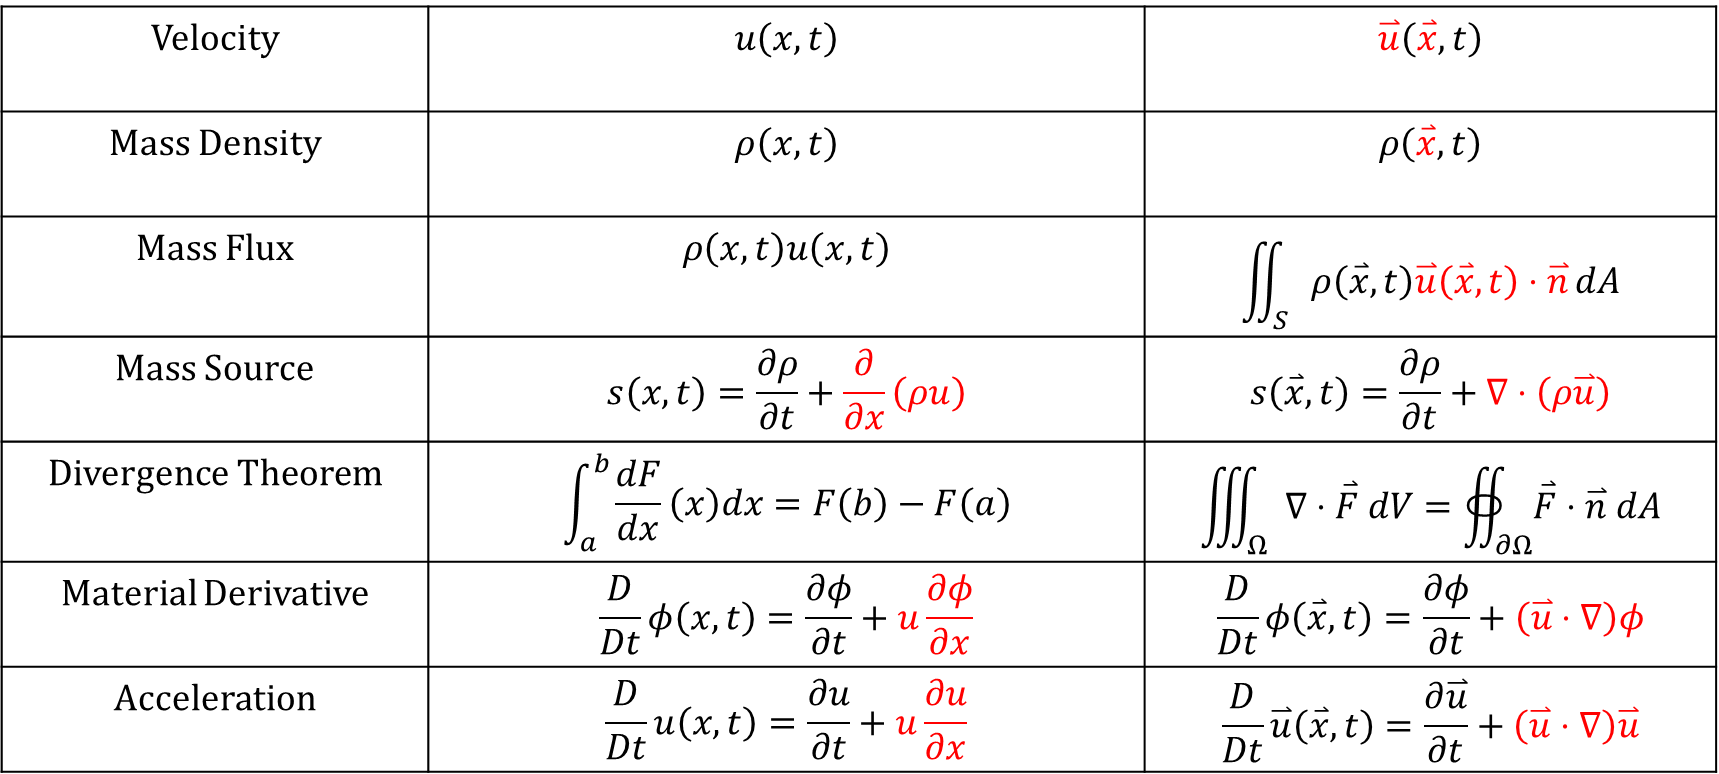 Velocity u(x, t) u⃗(x⃗, t)
Mass Density ρ(x, t) ρ(x⃗, t)
Mass Flux ρ(x, t)u(x, t) ∬_S ρ(x⃗, t)u⃗(x⃗, t) · n⃗ dA
Mass Source s(x, t) = ∂ρ/∂t + ∂/∂x (ρu) s(x⃗, t) = ∂ρ/∂t + ∇ · (ρu⃗)
Divergence Theorem ∫_a^b dF/dx (x)dx = F(b) − F(a) ∭_Ω ∇ · F⃗ dV = ∯_∂Ω F⃗ · n⃗ dA
Material Derivative D/Dt ϕ(x, t) = ∂ϕ/∂t + u ∂ϕ/∂x D/Dt ϕ(x⃗, t) = ∂ϕ/∂t + (u⃗ · ∇)ϕ
Acceleration D/Dt u(x, t) = ∂u/∂t + u ∂u/∂x D/Dt u⃗(x⃗, t) = ∂u⃗/∂t + (u⃗ · ∇)u⃗